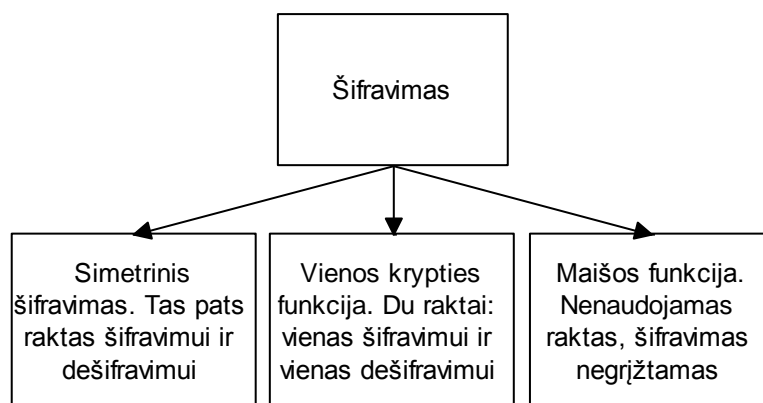 Šifravimas
Simetrinis
šifravimas. Tas pats
raktas šifravimui ir
dešifravimui
Vienos krypties
funkcija. Du raktai:
vienas šifravimui ir
vienas dešifravimui
Maišos funkcija.
Nenaudojamas
raktas, šifravimas
negrįžtamas